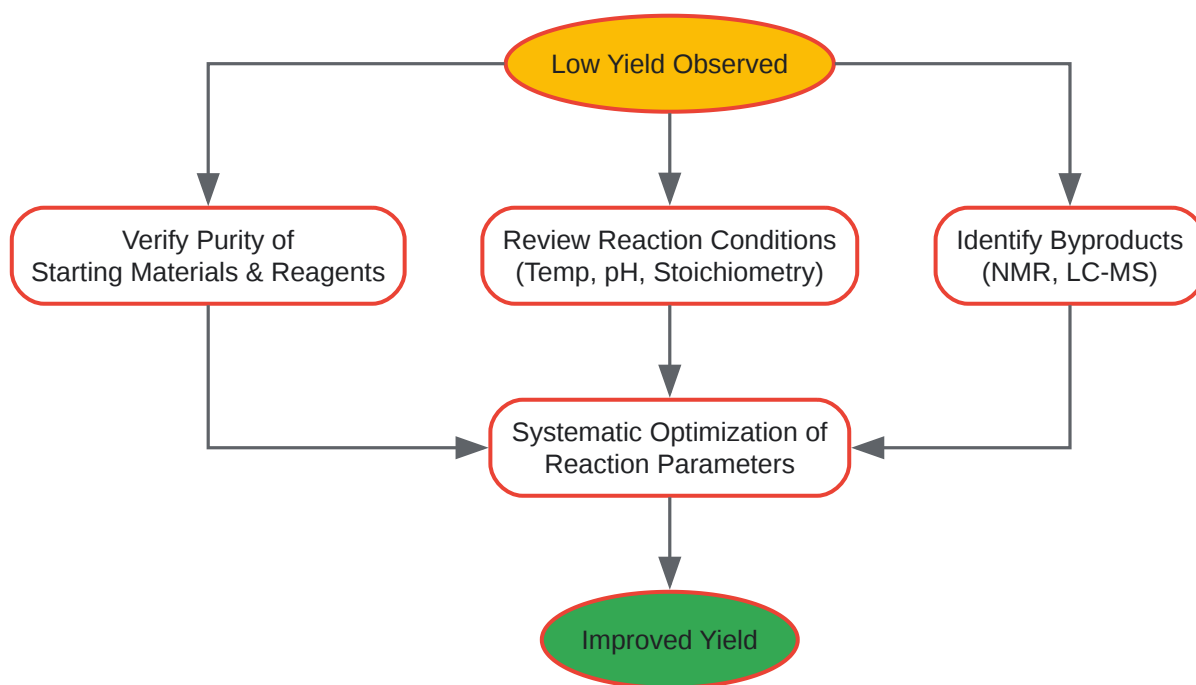 Low Yield Observed
Verify Purity of
Starting Materials & Reagents
Review Reaction Conditions
(Temp, pH, Stoichiometry)
Identify Byproducts
(NMR, LC-MS)
Systematic Optimization of
Reaction Parameters
Improved Yield